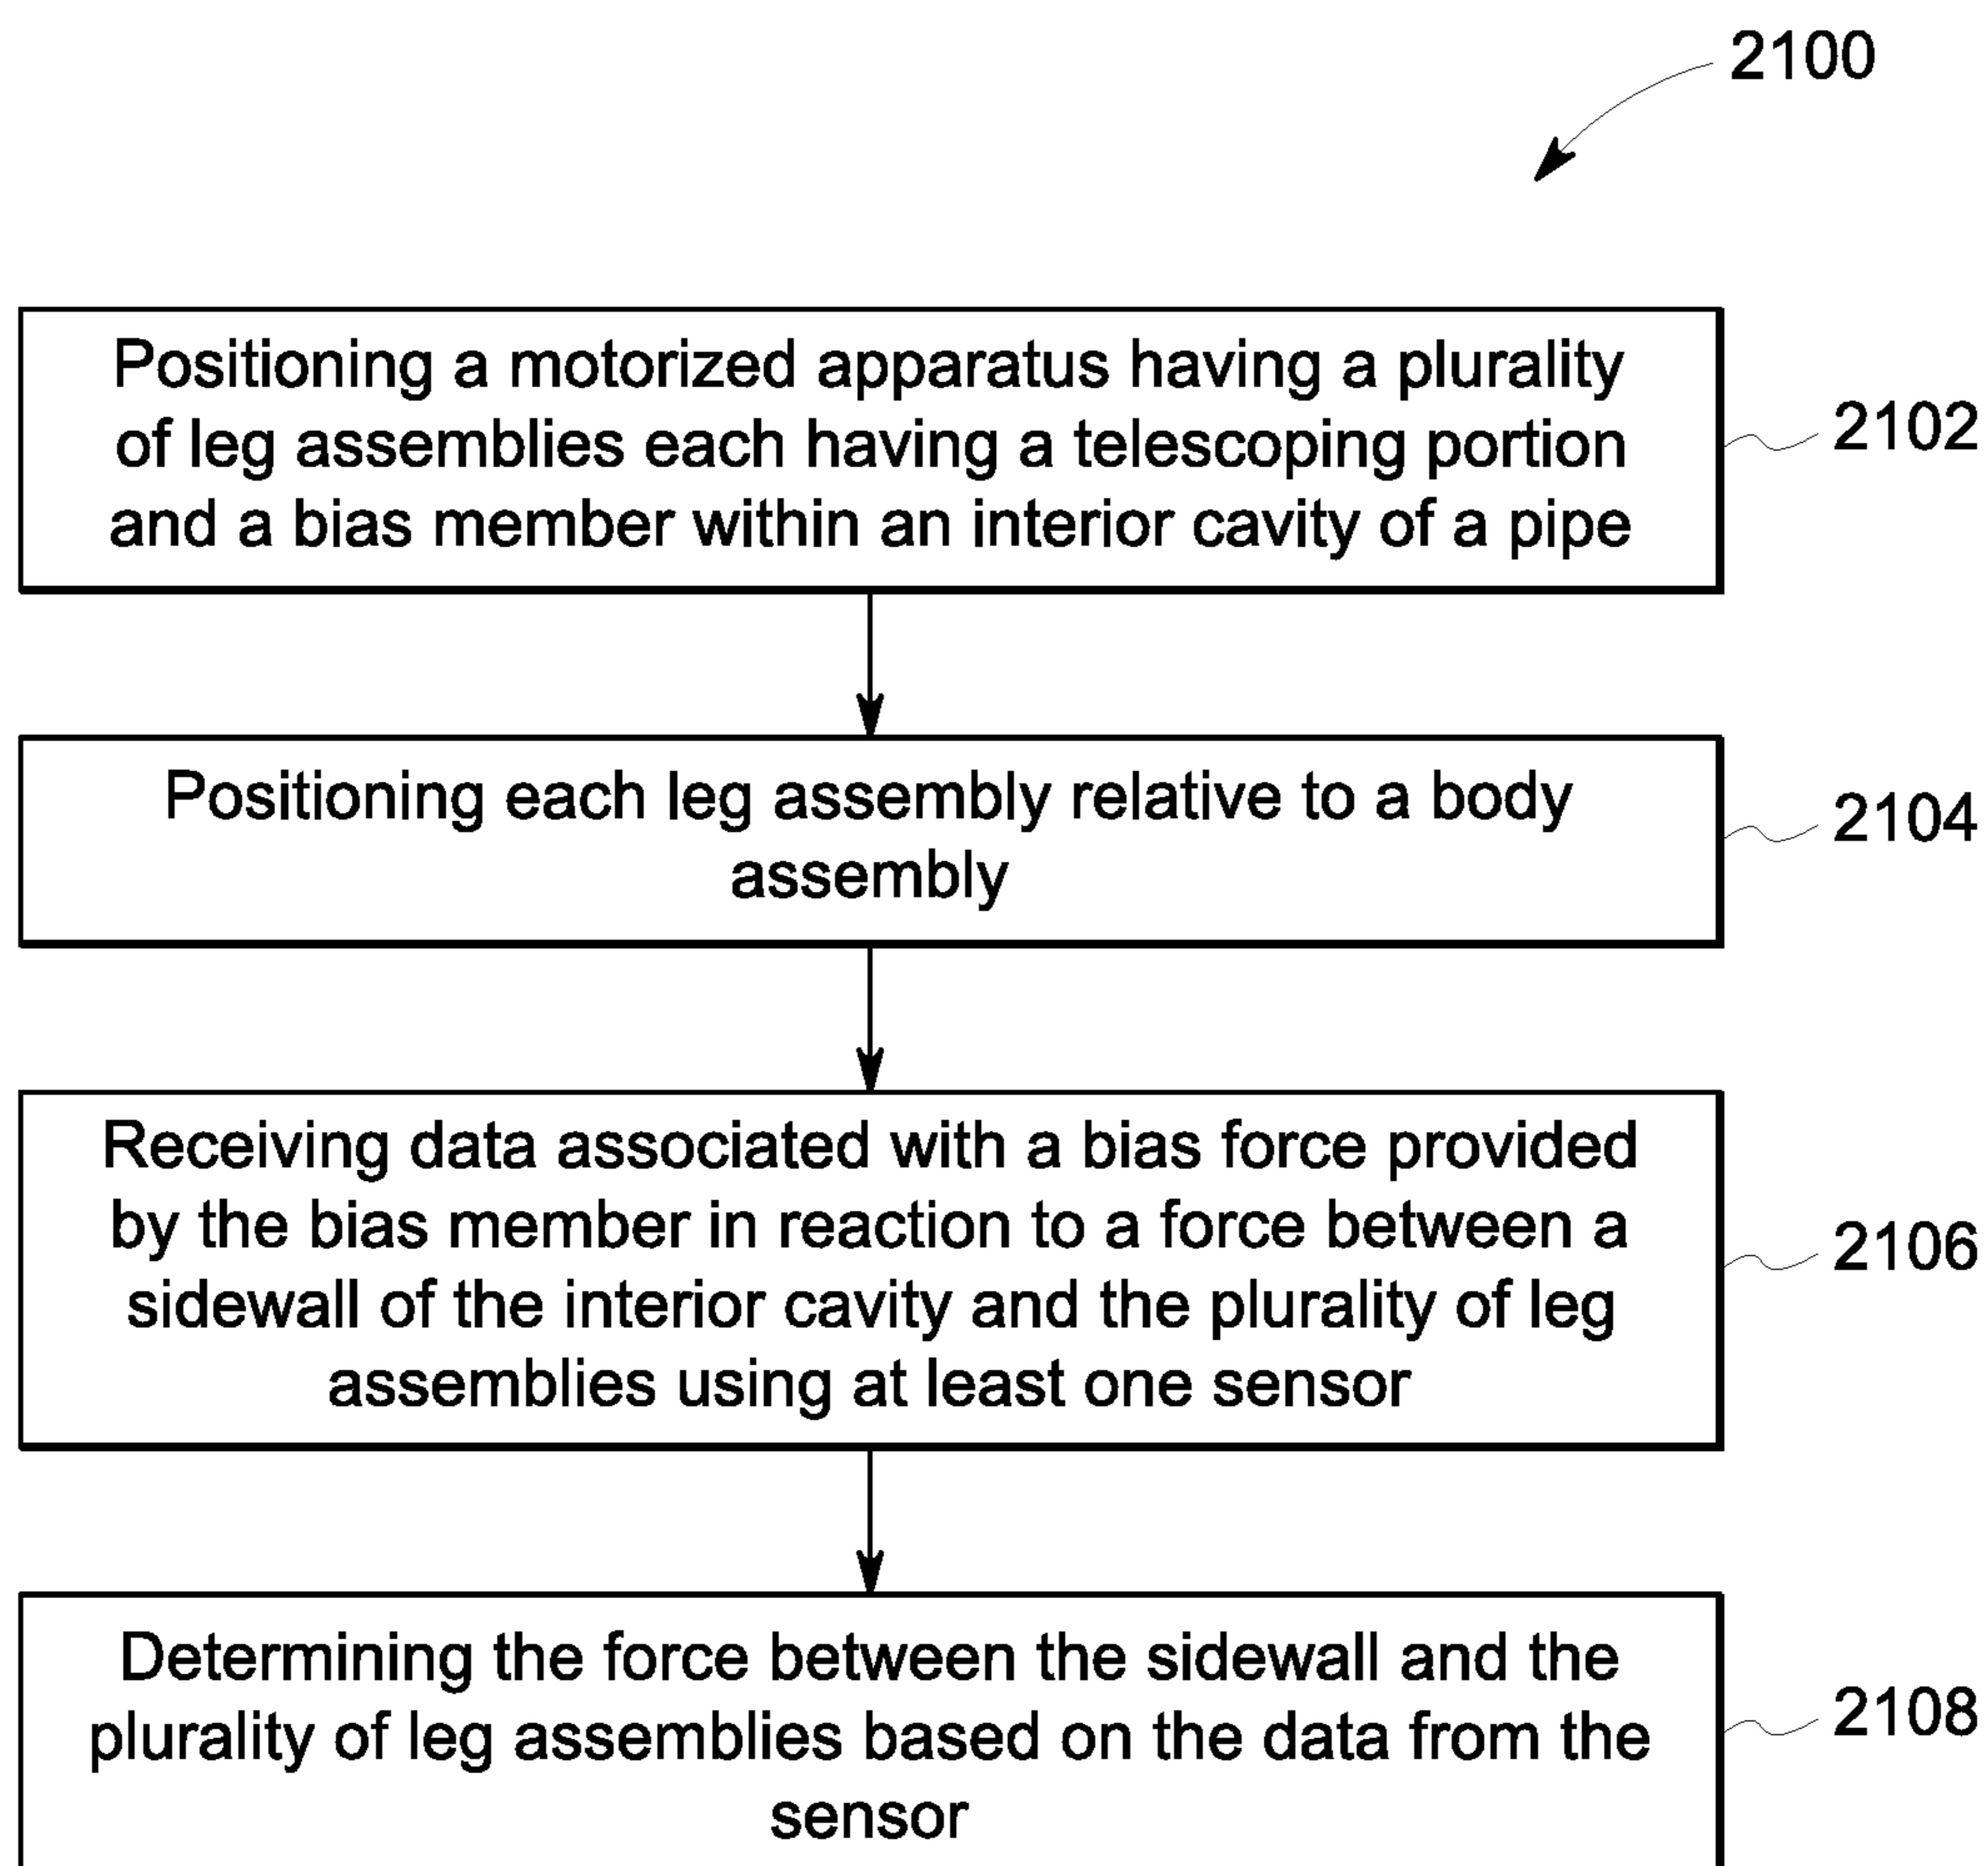 2100
Positioning a motorized apparatus having a plurality
of leg assemblies each having a telescoping portion
and a bias member within an interior cavity of a pipe
2102
Positioning each leg assembly relative to a body
assembly
2104
Receiving data associated with a bias force provided
by the bias member in reaction to a force between a
sidewall of the interior cavity and the plurality of leg
assemblies using at least one sensor
2106
Determining the force between the sidewall and the
plurality of leg assemblies based on the data from the
sensor
2108